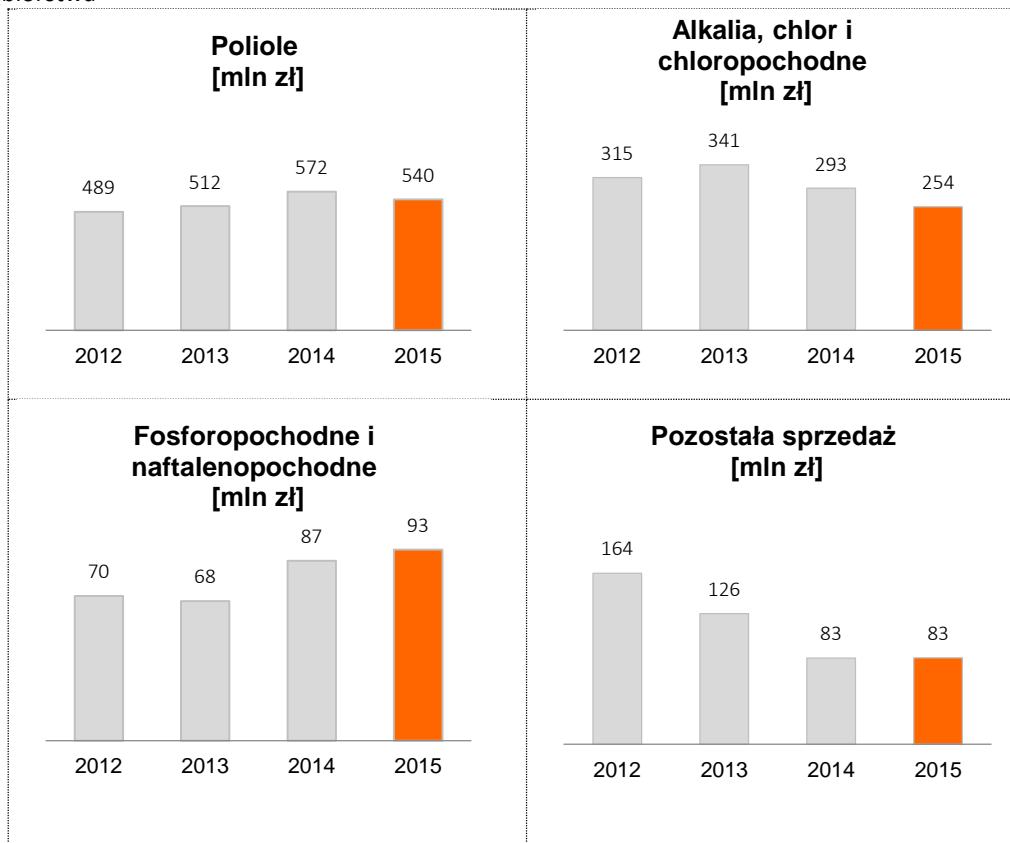 Poliole
[mln zł]
489
512
572
540
2012 2013 2014 2015
Alkalia, chlor i
chloropochodne
[mln zł]
315
341
293
254
2012 2013 2014 2015
Fosforopochodne i
naftalenopochodne
[mln zł]
70
68
87
93
2012 2013 2014 2015
Pozostała sprzedaż
[mln zł]
164
126
83
83
2012 2013 2014 2015